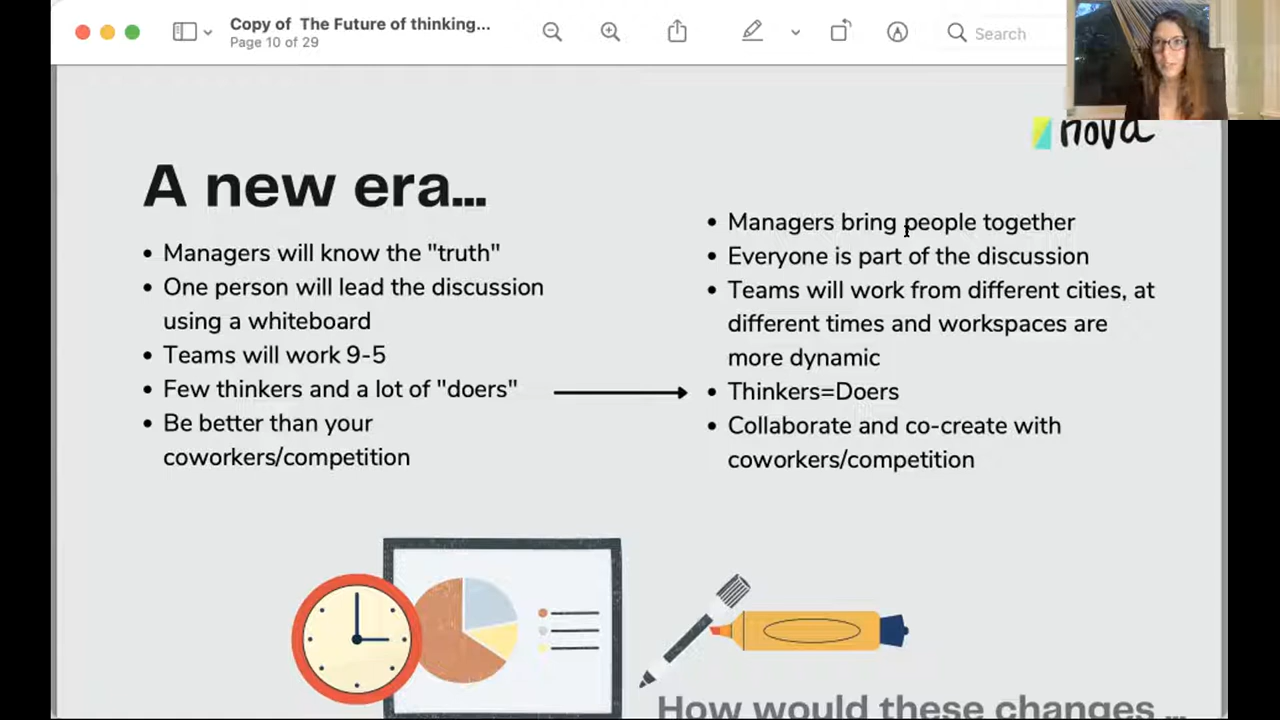 Copy of The Future of thinking...
Page 10 of 29
Search
nova
A new era...
• Managers will know the "truth"
• One person will lead the discussion
using a whiteboard
• Teams will work 9-5
• Few thinkers and a lot of "doers"
• Be better than your
coworkers/competition
• Managers bring people together
• Everyone is part of the discussion
• Teams will work from different cities, at
different times and workspaces are
more dynamic
• Thinkers=Doers
• Collaborate and co-create with
coworkers/competition
How would these changes ...